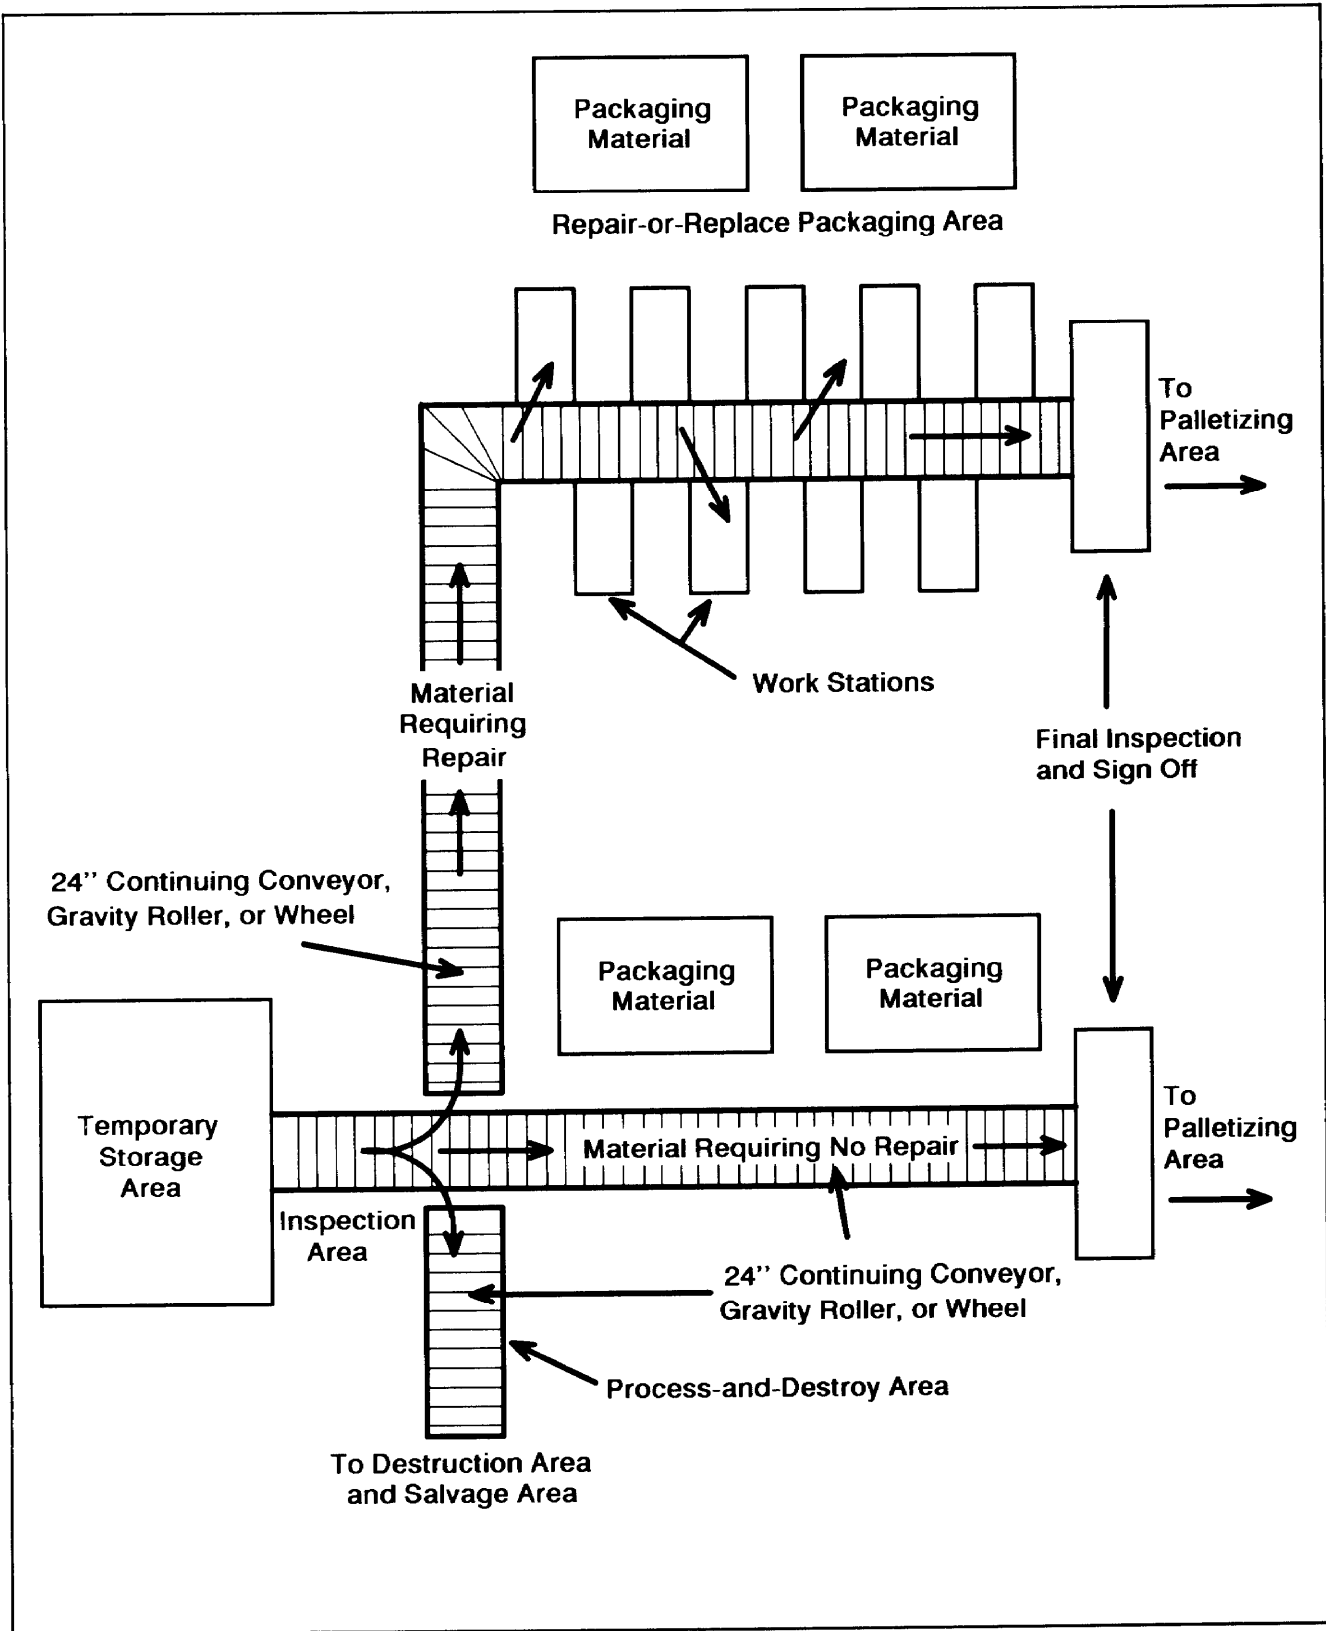 Packaging
Material
Packaging
Material
Repair-or-Replace Packaging Area
To
Palletizing
Area
Work Stations
Material
Requiring
Repair
Final Inspection
and Sign Off
24" Continuing Conveyor,
Gravity Roller, or Wheel
Packaging
Material
Packaging
Material
Temporary
Storage
Area
Material Requiring No Repair
To
Palletizing
Area
Inspection
Area
24" Continuing Conveyor,
Gravity Roller, or Wheel
Process-and-Destroy Area
To Destruction Area
and Salvage Area